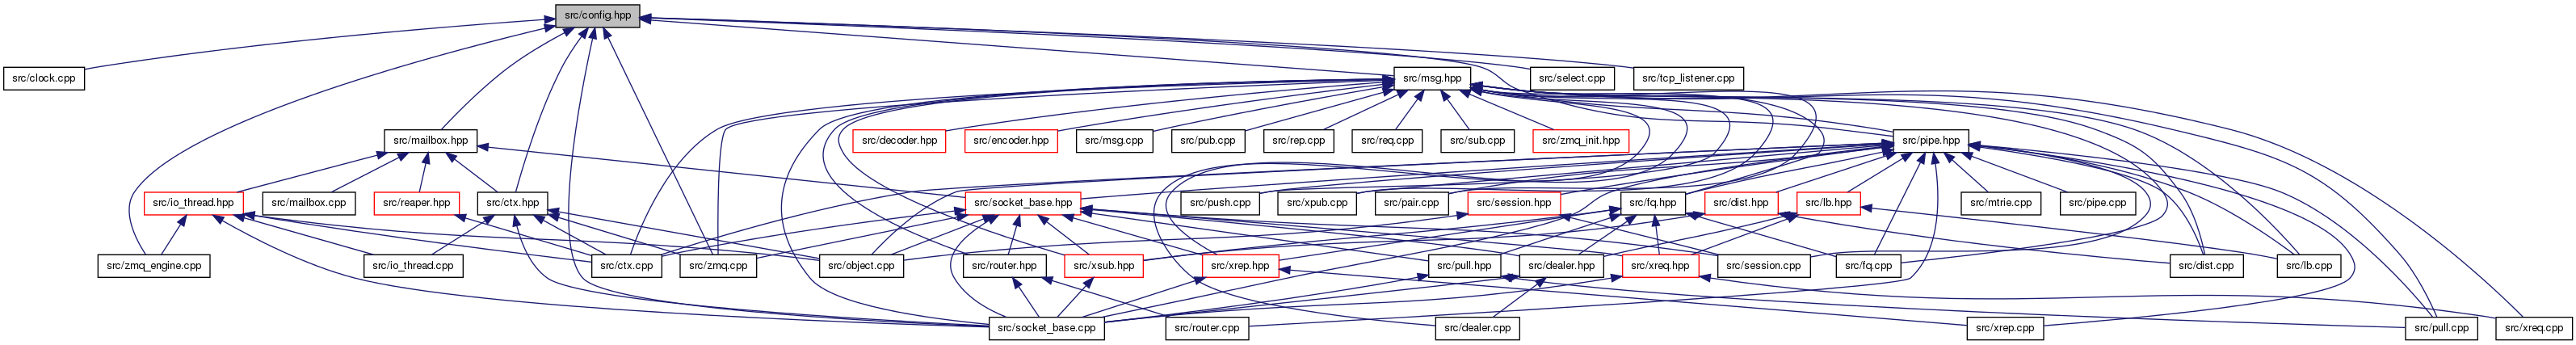 src/config.hpp
src/clock.cpp
src/msg.hpp
src/select.cpp
src/tcp_listener.cpp
src/mailbox.hpp
src/decoder.hpp
src/encoder.hpp
src/msg.cpp
src/pub.cpp
src/rep.cpp
src/req.cpp
src/sub.cpp
src/zmq_init.hpp
src/pipe.hpp
src/io_thread.hpp
src/mailbox.cpp
src/reaper.hpp
src/ctx.hpp
src/socket_base.hpp
src/push.cpp
src/xpub.cpp
src/pair.cpp
src/session.hpp
src/fq.hpp
src/dist.hpp
src/lb.hpp
src/mtrie.cpp
src/pipe.cpp
src/zmq_engine.cpp
src/io_thread.cpp
src/ctx.cpp
src/zmq.cpp
src/object.cpp
src/router.hpp
src/xsub.hpp
src/xrep.hpp
src/pull.hpp
src/dealer.hpp
src/xreq.hpp
src/session.cpp
src/fq.cpp
src/dist.cpp
src/lb.cpp
src/socket_base.cpp
src/router.cpp
src/dealer.cpp
src/xrep.cpp
src/pull.cpp
src/xreq.cpp